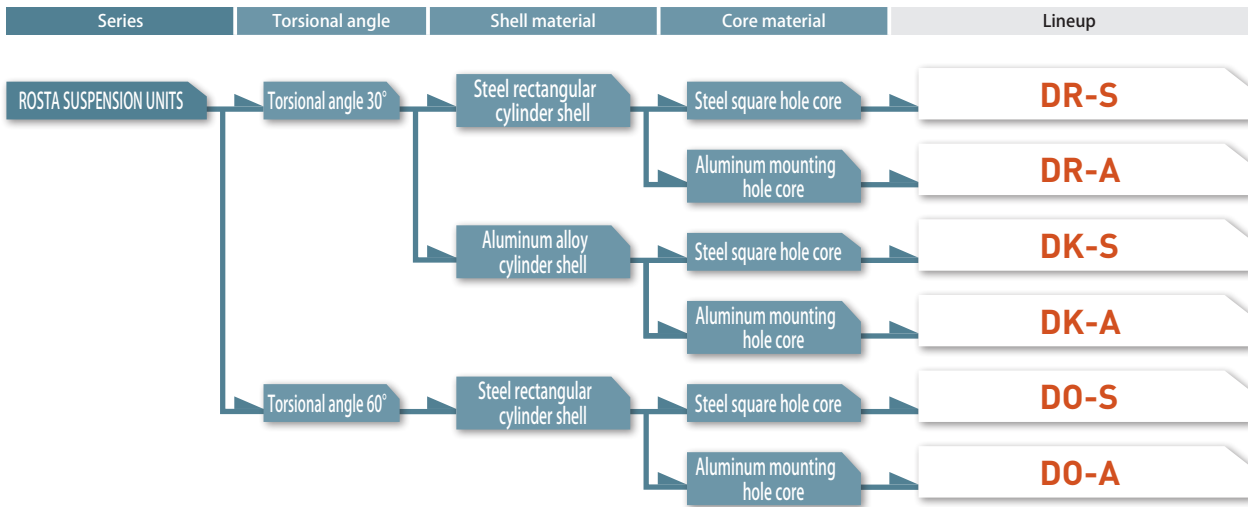 Series
Torsional angle
Shell material
Core material
Lineup
ROSTA SUSPENSION UNITS
Torsional angle 30°
Steel rectangular
cylinder shell
Steel square hole core
DR-S
Aluminum mounting
hole core
DR-A
Aluminum alloy
cylinder shell
Steel square hole core
DK-S
Aluminum mounting
hole core
DK-A
Torsional angle 60°
Steel rectangular
cylinder shell
Steel square hole core
DO-S
Aluminum mounting
hole core
DO-A